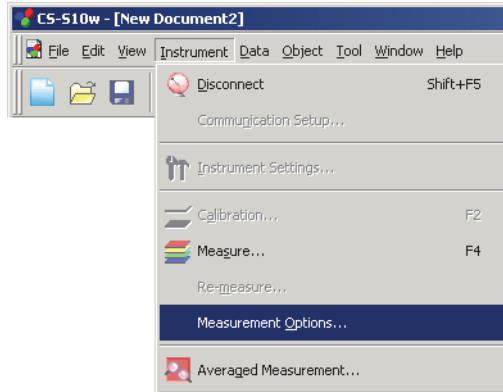 CS-S10w - [New Document2]
File Edit View Instrument Data Object Tool Window Help
Disconnect Shift+F5
Communication Setup...
Instrument Settings...
Calibration... F2
Measure... F4
Re-measure...
Measurement Options...
Averaged Measurement...